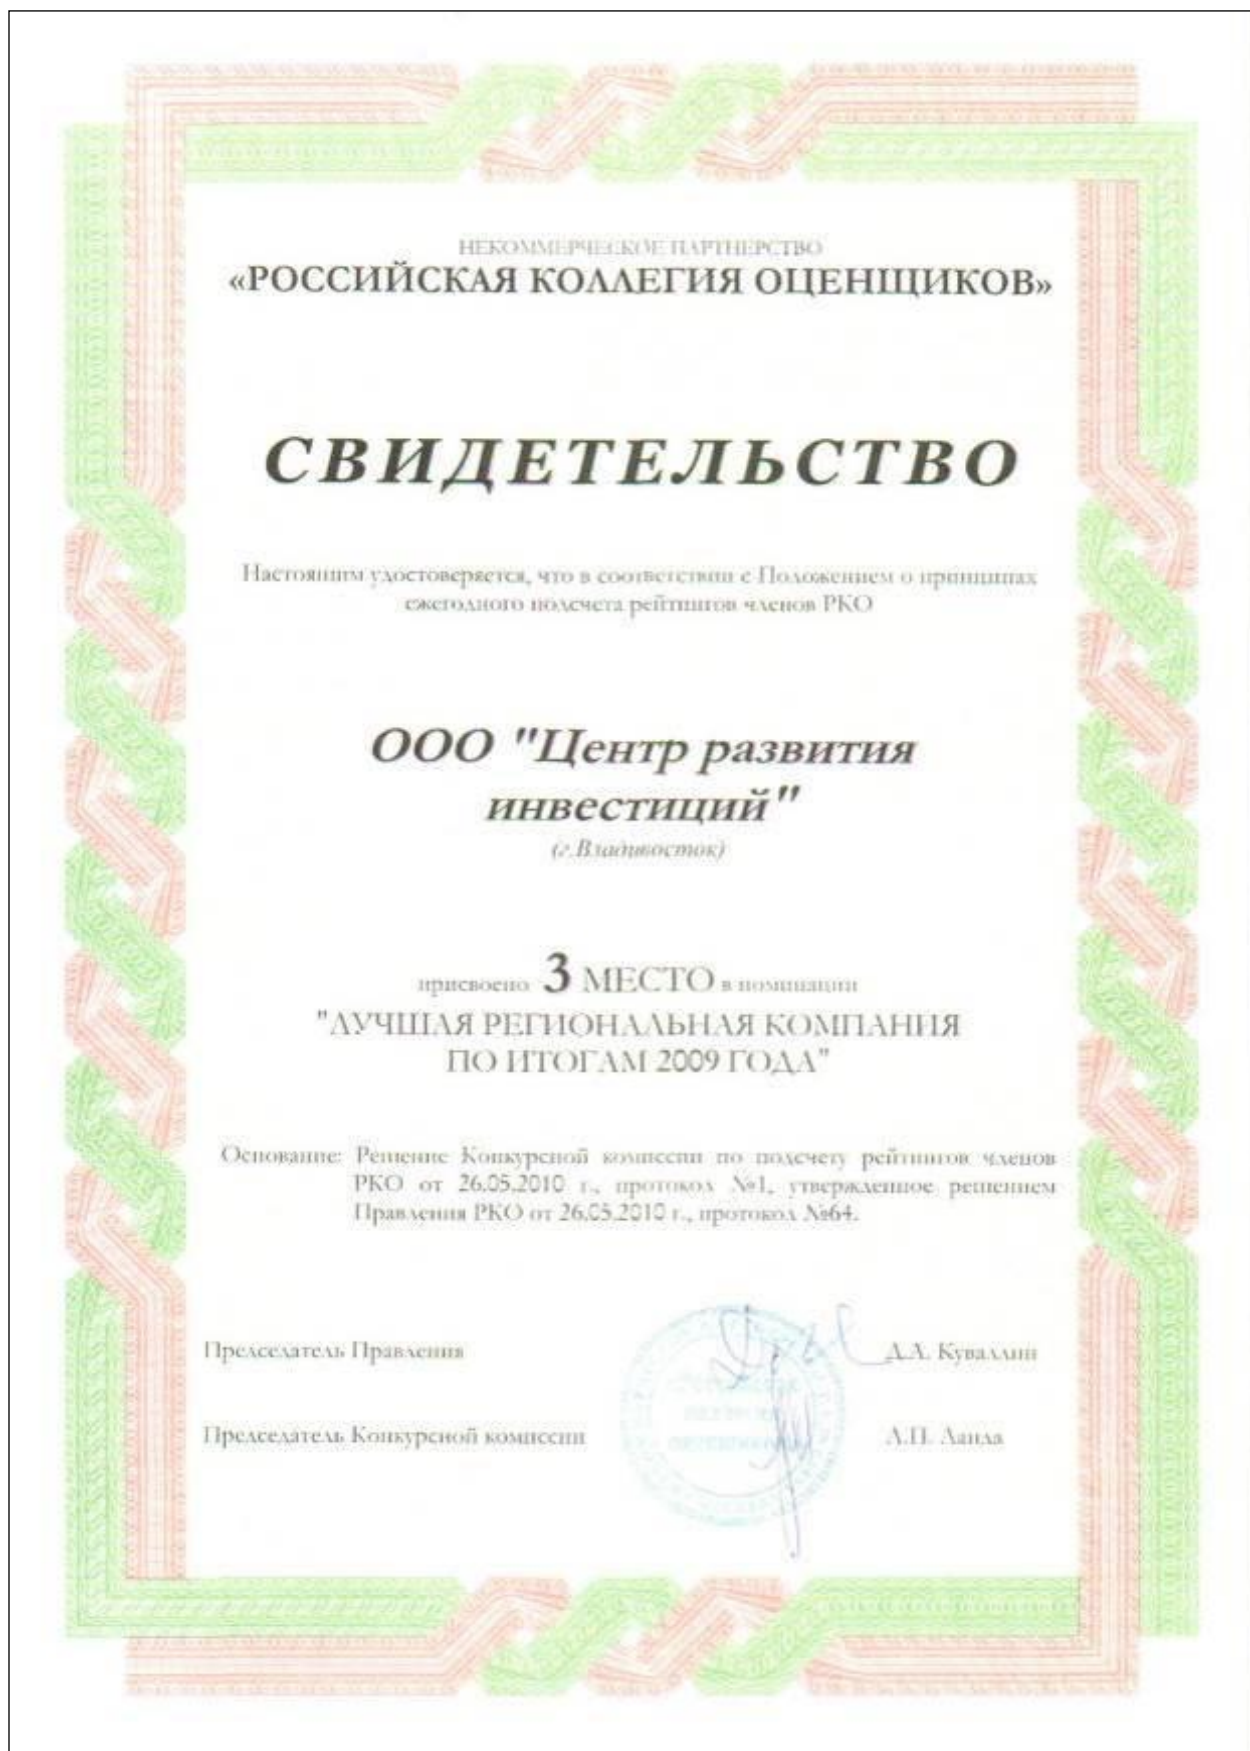 НЕКОММЕРЧЕСКОЕ ПАРТНЕРСТВО
«РОССИЙСКАЯ КОЛЛЕГИЯ ОЦЕНЩИКОВ»
СВИДЕТЕЛЬСТВО
Настоящим удостоверяется, что в соответствии с Положением о принципах
ежегодного подсчета рейтингов членов РКО
ООО "Центр развития
инвестиций"
(г.Владивосток)
присвоено 3 МЕСТО в номинации
"ЛУЧШАЯ РЕГИОНАЛЬНАЯ КОМПАНИЯ
ПО ИТОГАМ 2009 ГОДА"
Основание: Решение Конкурсной комиссии по подсчету рейтингов членов
РКО от 26.05.2010 г., протокол №1, утвержденное решением
Правления РКО от 26.05.2010 г., протокол №64.
Председатель Правления Д.А. Кувалдин
Председатель Конкурсной комиссии А.П. Ланда